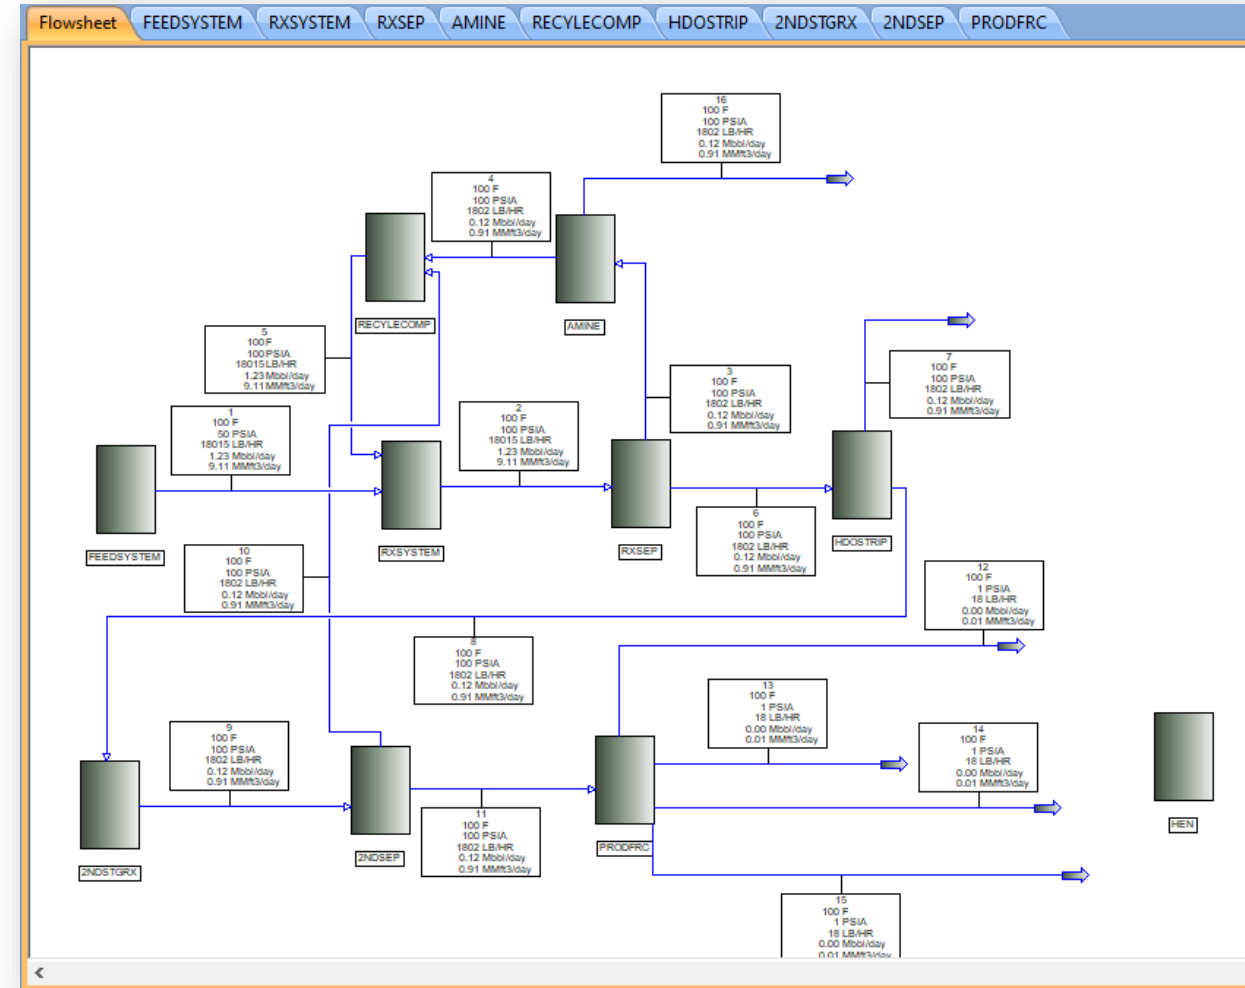 Flowsheet FEEDSYSTEM RXSYSTEM RXSEP AMINE RECYLECOMP HDOSTRIP 2NDSTGRX 2NDSEP PRODFRC
16
100 F
100 PSIA
1802 LB/HR
0.12 Mbbl/day
0.91 MMft3/day
4
100 F
100 PSIA
1802 LB/HR
0.12 Mbbl/day
0.91 MMft3/day
RECYLECOMP
AMINE
5
100 F
100 PSIA
18015 LB/HR
1.23 Mbbl/day
9.11 MMft3/day
7
100 F
100 PSIA
1802 LB/HR
0.12 Mbbl/day
0.91 MMft3/day
3
100 F
100 PSIA
1802 LB/HR
0.12 Mbbl/day
0.91 MMft3/day
1
100 F
50 PSIA
18015 LB/HR
1.23 Mbbl/day
9.11 MMft3/day
2
100 F
100 PSIA
18015 LB/HR
1.23 Mbbl/day
9.11 MMft3/day
6
100 F
100 PSIA
1802 LB/HR
0.12 Mbbl/day
0.91 MMft3/day
FEEDSYSTEM
RXSYSTEM
RXSEP
HDOSTRIP
10
100 F
100 PSIA
1802 LB/HR
0.12 Mbbl/day
0.91 MMft3/day
12
100 F
1 PSIA
18 LB/HR
0.00 Mbbl/day
0.01 MMft3/day
8
100 F
100 PSIA
1802 LB/HR
0.12 Mbbl/day
0.91 MMft3/day
13
100 F
1 PSIA
18 LB/HR
0.00 Mbbl/day
0.01 MMft3/day
9
100 F
100 PSIA
1802 LB/HR
0.12 Mbbl/day
0.91 MMft3/day
14
100 F
1 PSIA
18 LB/HR
0.00 Mbbl/day
0.01 MMft3/day
11
100 F
100 PSIA
1802 LB/HR
0.12 Mbbl/day
0.91 MMft3/day
HEN
PRODFRC
2NDSEP
2NDSTGRX
15
100 F
1 PSIA
18 LB/HR
0.00 Mbbl/day
0.01 MMft3/day